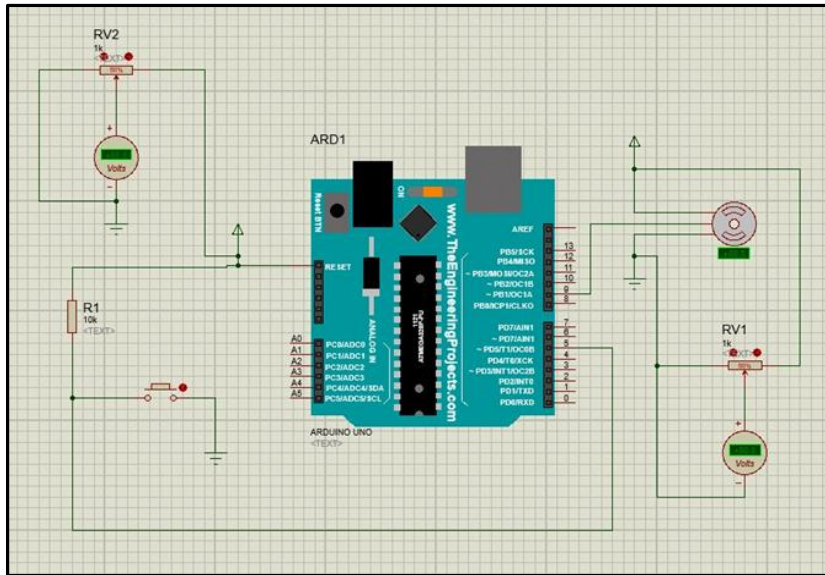 RV2
1k
<TEXT>
50%
+
Volts
-
ARD1
Reset BTN
ON
www.TheEngineeringProjects.com
RESET
ANALOG IN
R1
10k
<TEXT>
A0
A1
A2
A3
A4
A5
PC0/ADC0
PC1/ADC1
PC2/ADC2
PC3/ADC3
PC4/ADC4/SDA
PC5/ADC5/SCL
ARDUINO UNO
<TEXT>
AREF
PB5/SCK
PB4/MISO
~ PB3/MOSI/OC2A
~ PB2/OC1B
~ PB1/OC1A
PB0/ICP1/CLKO
13
12
11
10
9
8
PD7/AIN1
~ PD7/AIN1
~ PD5/T1/OC0B
PD4/T0/XCK
~ PD3/INT1/OC2B
PD2/INT0
PD1/TXD
PD0/RXD
7
6
5
4
3
2
1
0
RV1
1k
<TEXT>
+
Volts
-